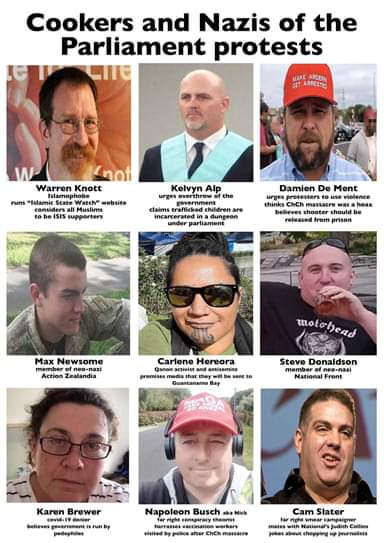 Cookers and Nazis of the
Parliament protests
MAKE ARDERN
GET ARRESTED
Warren Knott
Islamophobe
runs "Islamic State Watch" website
considers all Muslims
to be ISIS supporters
Kelvyn Alp
urges overthrow of the
government
claims trafficked children are
incarcerated in a dungeon
under parliament
Damien De Ment
urges protesters to use violence
thinks ChCh massacre was a hoax
believes shooter should be
released from prison
motorhead
Max Newsome
member of neo-nazi
Action Zealandia
Carlene Hereora
Qanon activist and antisemite
promises media that they will be sent to
Guantaname Bay
Steve Donaldson
member of neo-nazi
National Front
Karen Brewer
covid-19 denier
believes government is run by
pedophiles
Napoleon Busch aka Nick
far right conspiracy theorist
harrasses vaccination workers
visited by police after ChCh massacre
Cam Slater
far right smear campaigner
mates with National's Judith Collins
jokes about chopping up journalists